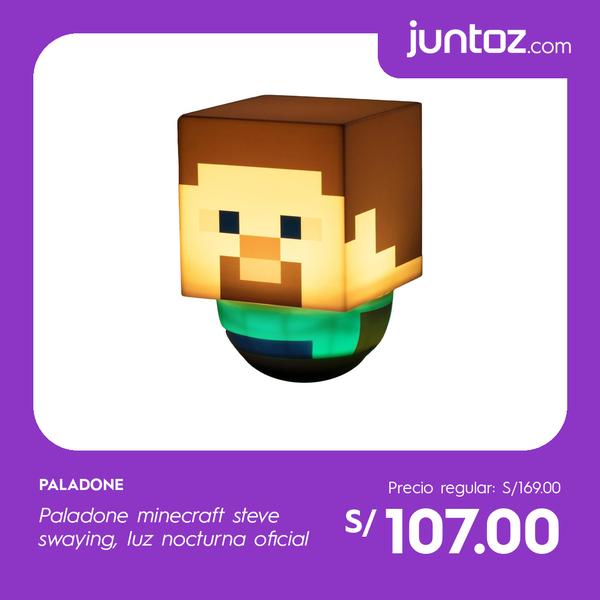 juntoz.com
PALADONE
Paladone minecraft steve
swaying, luz nocturna oficial
Precio regular: S/169.00
S/107.00